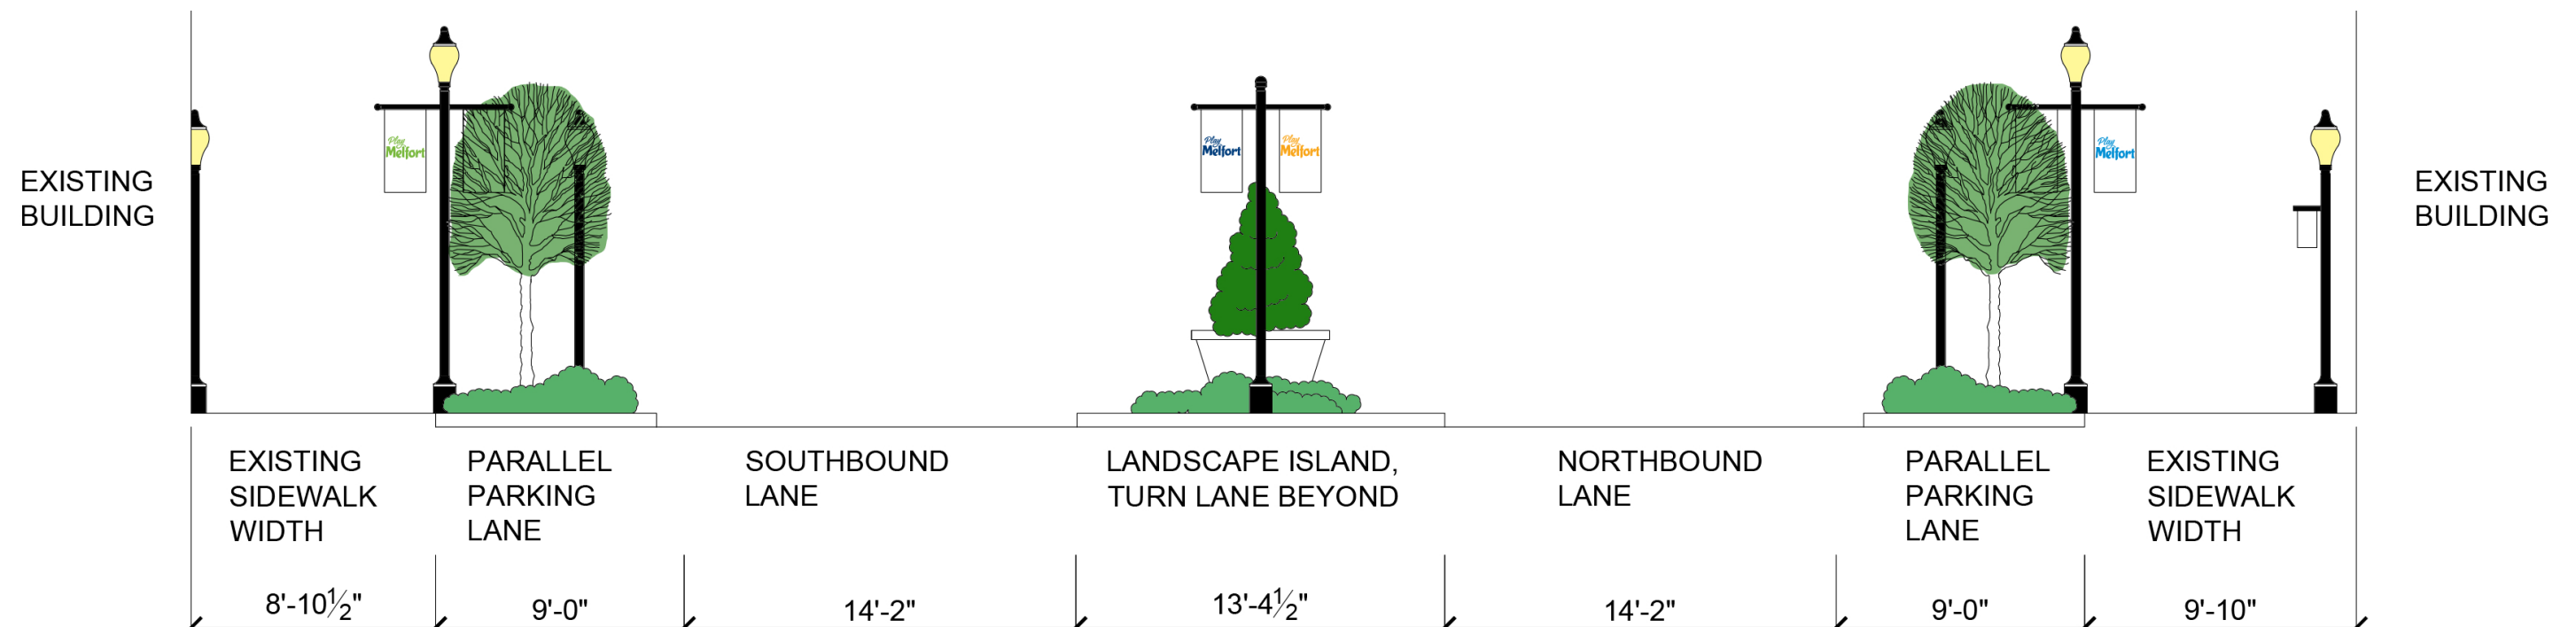 Play
Melfort
Play
Melfort
Play
Melfort
Play
Melfort
EXISTING
BUILDING
EXISTING
BUILDING
EXISTING
SIDEWALK
WIDTH
PARALLEL
PARKING
LANE
SOUTHBOUND
LANE
LANDSCAPE ISLAND,
TURN LANE BEYOND
NORTHBOUND
LANE
PARALLEL
PARKING
LANE
EXISTING
SIDEWALK
WIDTH
8'-10½"
9'-0"
14'-2"
13'-4½"
14'-2"
9'-0"
9'-10"